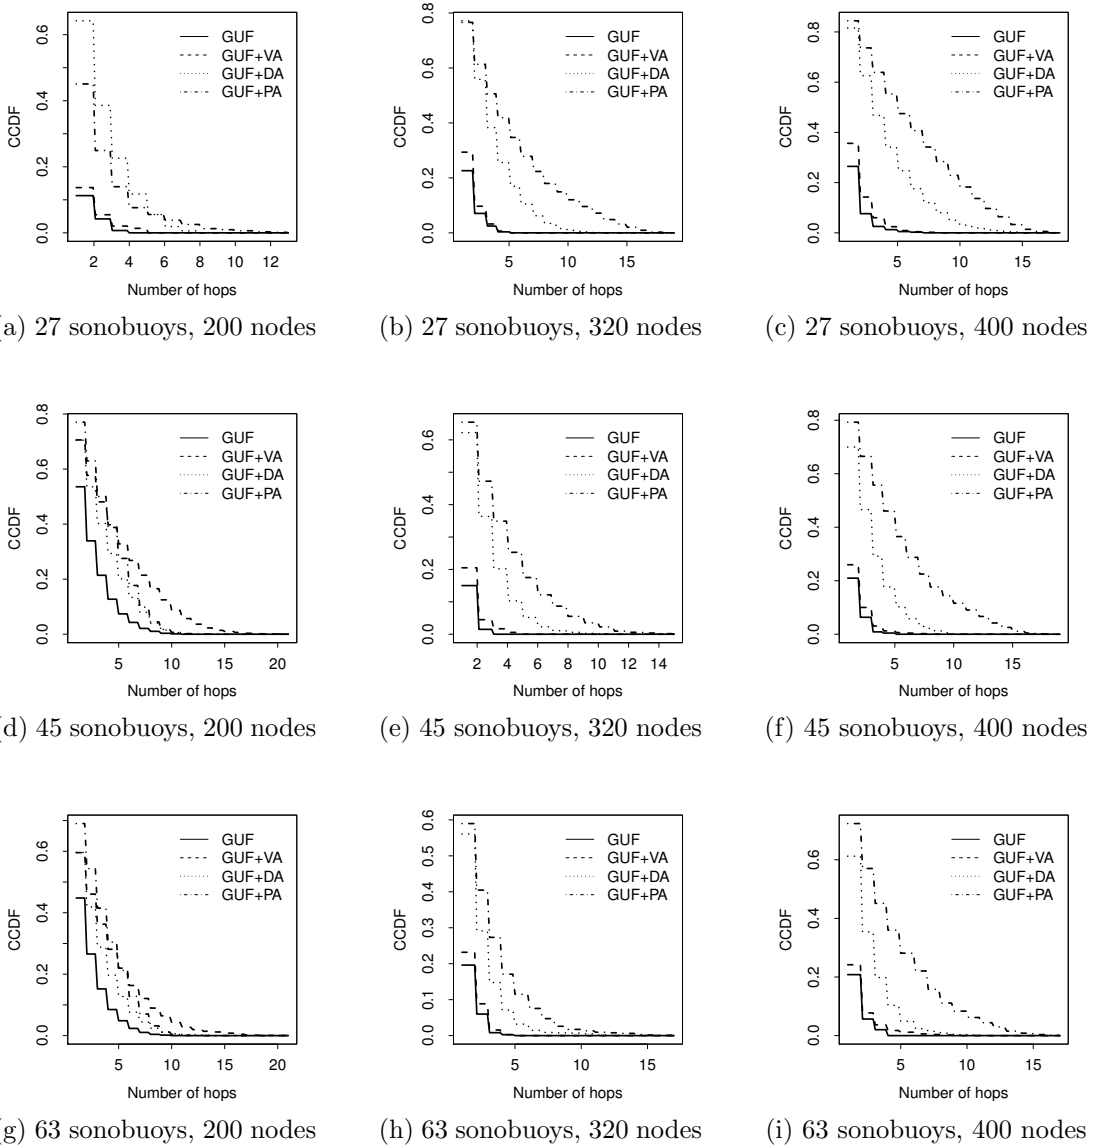 CCDF
0.6
0.4
0.2
0.0
GUF
GUF+VA
GUF+DA
GUF+PA
2 4 6 8 10 12
Number of hops
(a) 27 sonobuoys, 200 nodes
CCDF
0.8
0.6
0.4
0.2
0.0
GUF
GUF+VA
GUF+DA
GUF+PA
5 10 15
Number of hops
(b) 27 sonobuoys, 320 nodes
CCDF
0.8
0.6
0.4
0.2
0.0
GUF
GUF+VA
GUF+DA
GUF+PA
5 10 15
Number of hops
(c) 27 sonobuoys, 400 nodes
CCDF
0.8
0.6
0.4
0.2
0.0
GUF
GUF+VA
GUF+DA
GUF+PA
5 10 15 20
Number of hops
(d) 45 sonobuoys, 200 nodes
CCDF
0.6
0.4
0.2
0.0
GUF
GUF+VA
GUF+DA
GUF+PA
2 4 6 8 10 12 14
Number of hops
(e) 45 sonobuoys, 320 nodes
CCDF
0.8
0.6
0.4
0.2
0.0
GUF
GUF+VA
GUF+DA
GUF+PA
5 10 15
Number of hops
(f) 45 sonobuoys, 400 nodes
CCDF
0.6
0.4
0.2
0.0
GUF
GUF+VA
GUF+DA
GUF+PA
5 10 15 20
Number of hops
(g) 63 sonobuoys, 200 nodes
CCDF
0.6
0.5
0.4
0.3
0.2
0.1
0.0
GUF
GUF+VA
GUF+DA
GUF+PA
5 10 15
Number of hops
(h) 63 sonobuoys, 320 nodes
CCDF
0.6
0.4
0.2
0.0
GUF
GUF+VA
GUF+DA
GUF+PA
5 10 15
Number of hops
(i) 63 sonobuoys, 400 nodes